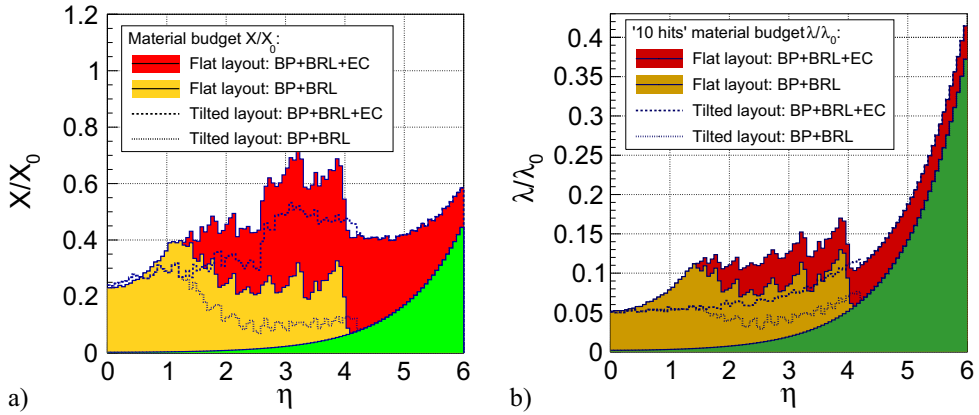 1.2
1
0.8
0.6
0.4
0.2
0
X/X0
Material budget X/X0:
Flat layout: BP+BRL+EC
Flat layout: BP+BRL
Tilted layout: BP+BRL+EC
Tilted layout: BP+BRL
0 1 2 3 4 5 6
η
a)
0.4
0.35
0.3
0.25
0.2
0.15
0.1
0.05
0
λ/λ0
'10 hits' material budget λ/λ0:
Flat layout: BP+BRL+EC
Flat layout: BP+BRL
Tilted layout: BP+BRL+EC
Tilted layout: BP+BRL
0 1 2 3 4 5 6
η
b)